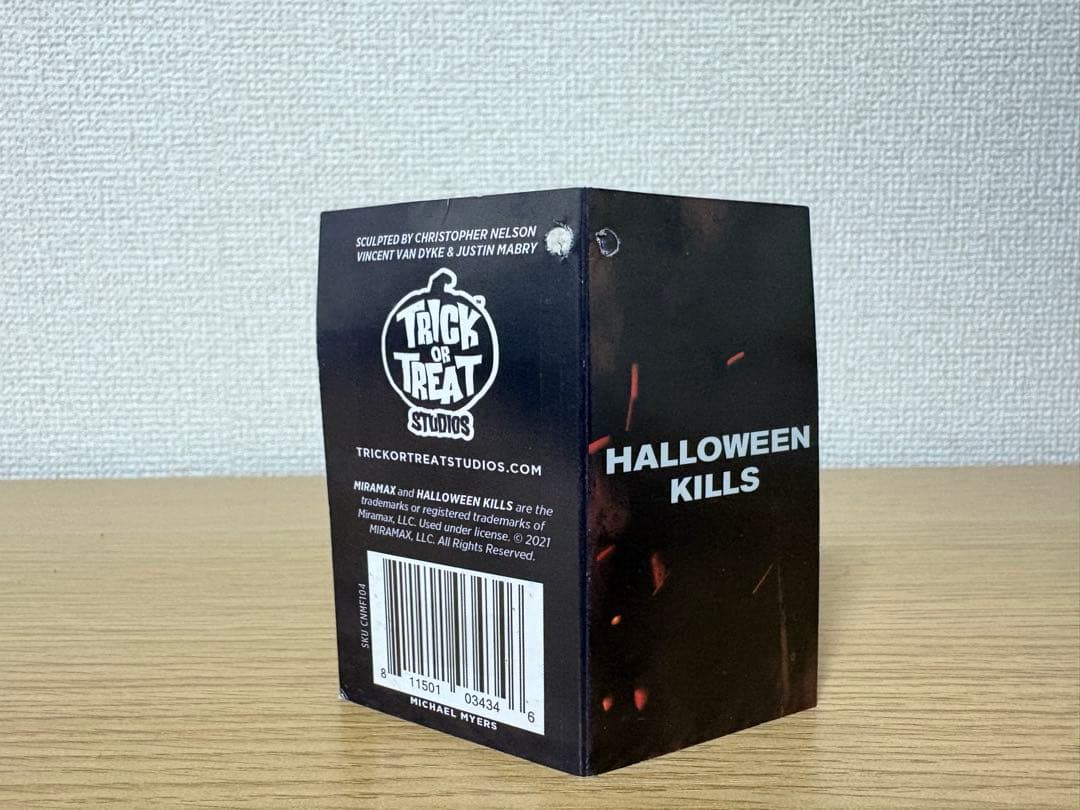 SCULPTED BY CHRISTOPHER NELSON
VINCENT VAN DYKE & JUSTIN MABRY
TRICK
OR
TREAT
STUDIOS
TRICKORTREATSTUDIOS.COM
MIRAMAX and HALLOWEEN KILLS are the
trademarks or registered trademarks of
Miramax, LLC. Used under license. © 2021
MIRAMAX, LLC. All Rights Reserved.
SKU CNMF104
8 11501 03434 6
MICHAEL MYERS
HALLOWEEN
KILLS